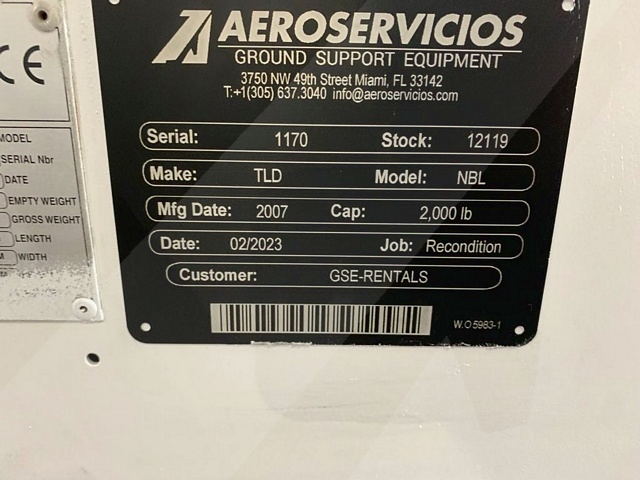 AEROSERVICIOS
GROUND SUPPORT EQUIPMENT
3750 NW 49th Street Miami, FL 33142
T:+1(305) 637.3040 info@aeroservicios.com
Serial: 1170 Stock: 12119
Make: TLD Model: NBL
Mfg Date: 2007 Cap: 2,000 lb
Date: 02/2023 Job: Recondition
Customer: GSE-RENTALS
W.O 5983-1
CE
MODEL
SERIAL Nbr
DATE
EMPTY WEIGHT
GROSS WEIGHT
LENGTH
WIDTH